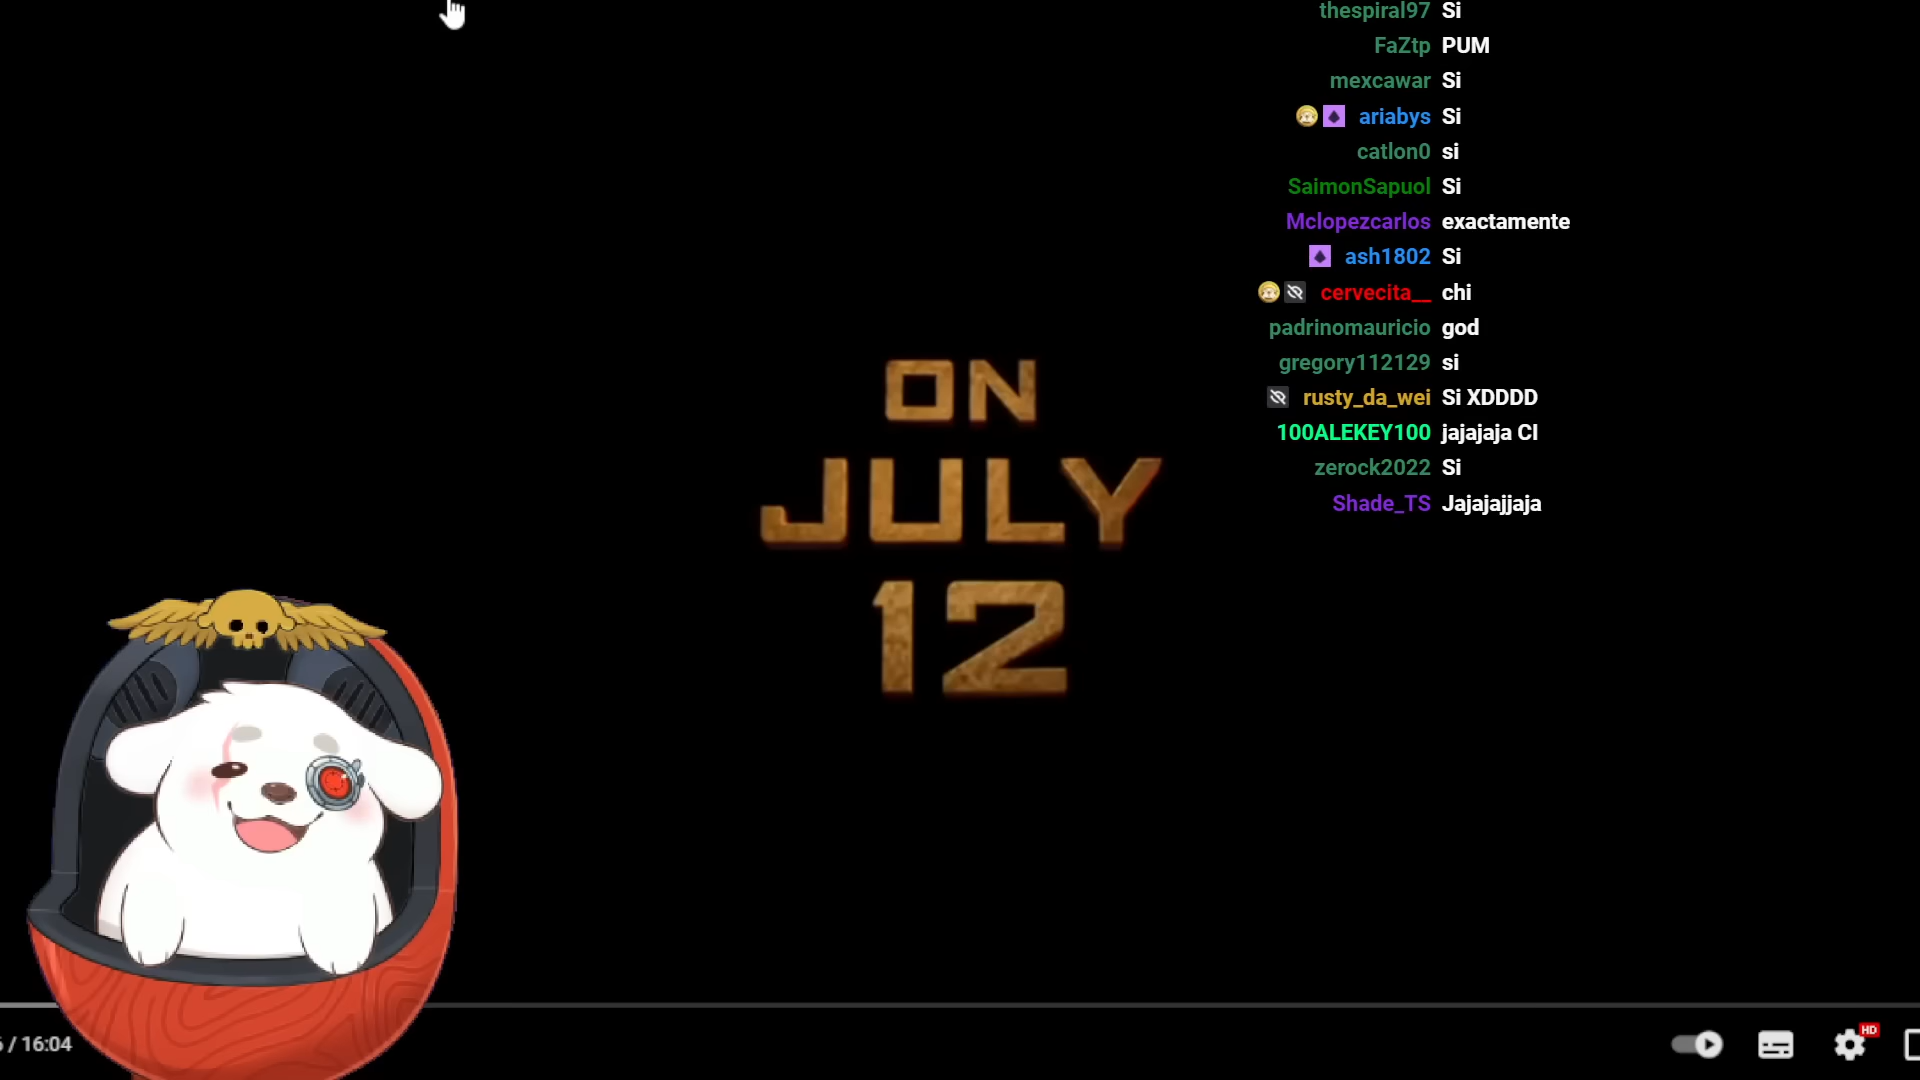 thespiral97 Si
FaZtp PUM
mexcawar Si
ariabys Si
catlon0 si
SaimonSapuol Si
Mclopezcarlos exactamente
ash1802 Si
cervecita__ chi
padrinomauricio god
gregory112129 si
rusty_da_wei Si XDDDD
100ALEKEY100 jajajaja CI
zerock2022 Si
Shade_TS Jajajajjaja
ON
JULY
12
/ 16:04
HD